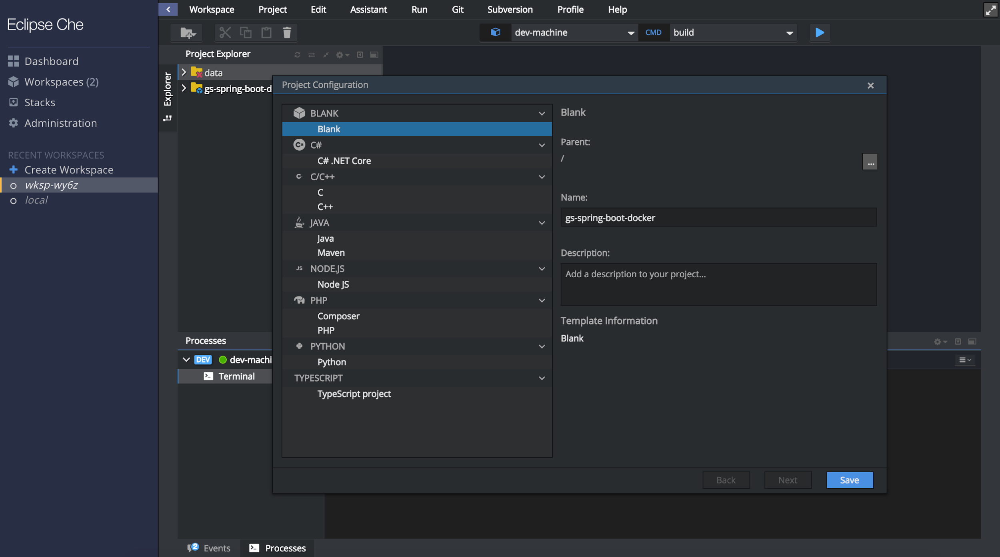 Eclipse Che
Dashboard
Workspaces (2)
Stacks
Administration
RECENT WORKSPACES
Create Workspace
wksp-wy6z
local
Workspace Project Edit Assistant Run Git Subversion Profile Help
dev-machine CMD build
Project Explorer
Explorer
data
gs-spring-boot-d
Project Configuration
BLANK
Blank
C#
C# .NET Core
C/C++
C
C++
JAVA
Java
Maven
JS NODE.JS
Node JS
PHP
Composer
PHP
PYTHON
Python
TYPESCRIPT
TypeScript project
Blank
Parent:
/
...
Name:
gs-spring-boot-docker
Description:
Add a description to your project...
Template Information
Blank
Back Next Save
Processes
DEV dev-machi
Terminal
2 Events Processes